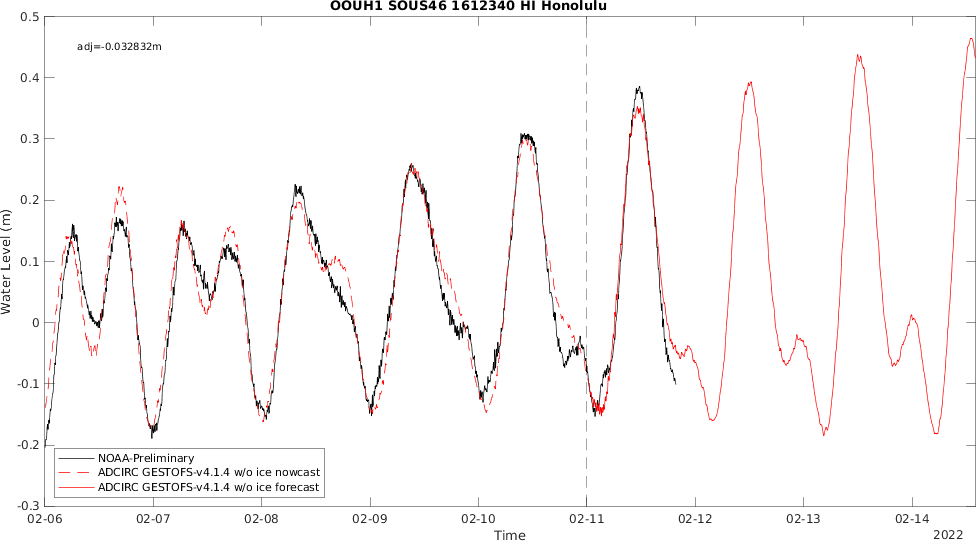 OOUH1 SOUS46 1612340 HI Honolulu
adj=-0.032832m
0.5
0.4
0.3
0.2
0.1
0
-0.1
-0.2
-0.3
Water Level (m)
NOAA-Preliminary
ADCIRC GESTOFS-v4.1.4 w/o ice nowcast
ADCIRC GESTOFS-v4.1.4 w/o ice forecast
02-06 02-07 02-08 02-09 02-10 02-11 02-12 02-13 02-14
Time
2022